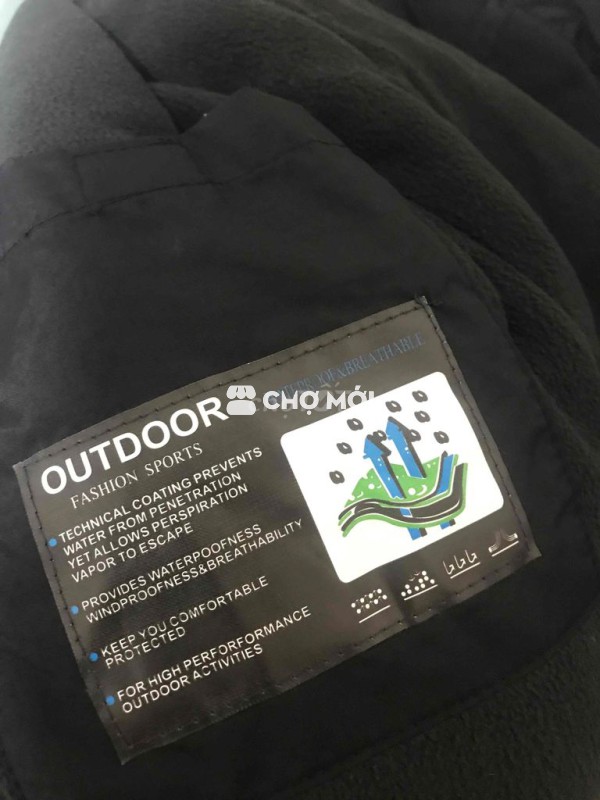 OUTDOOR
CHỢ MỚI
FASHION SPORTS
TECHNICAL COATING PREVENTS
WATER FROM PENETRATION
YET ALLOWS PERSPIRATION
VAPOR TO ESCAPE
PROVIDES WATERPOOFNESS
WINDPROOFNESS&BREATHABILITY
KEEP YOU COMFORTABLE
PROTECTED
FOR HIGH PERFORFORMANCE
OUTDOOR ACTIVITIES